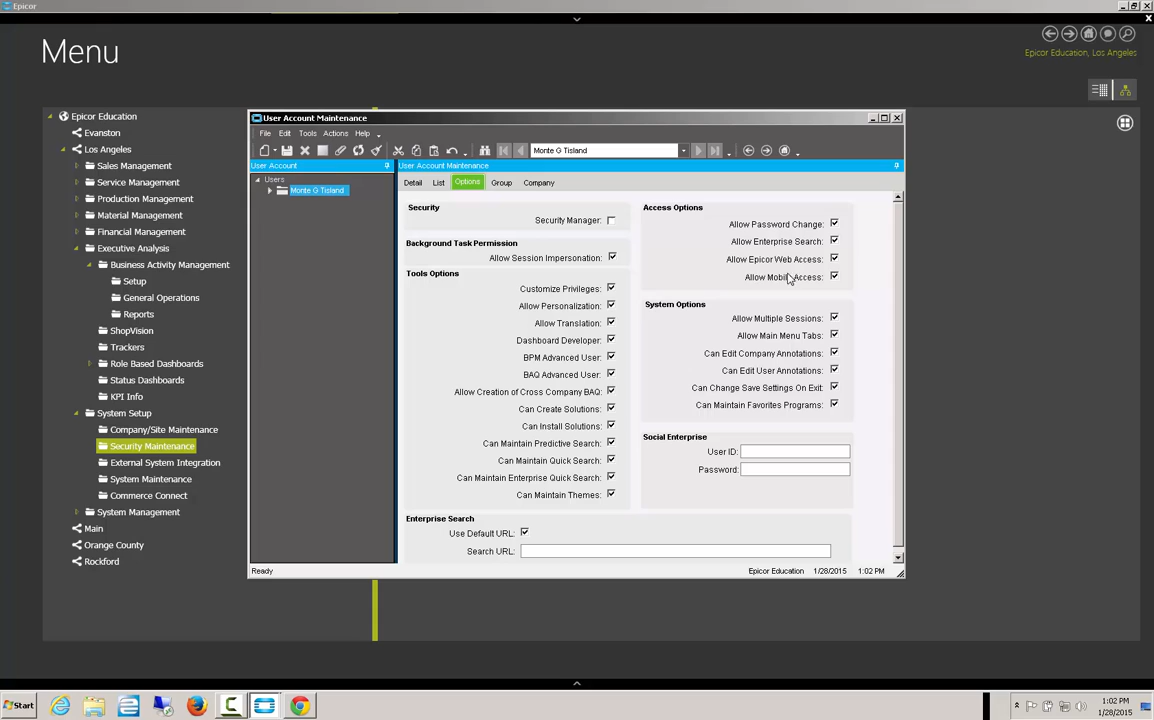 Epicor
Menu
Epicor Education, Los Angeles
Epicor Education
Evanston
Los Angeles
Sales Management
Service Management
Production Management
Material Management
Financial Management
Executive Analysis
Business Activity Management
Setup
General Operations
Reports
ShopVision
Trackers
Role Based Dashboards
Status Dashboards
KPI Info
System Setup
Company/Site Maintenance
Security Maintenance
External System Integration
System Maintenance
Commerce Connect
System Management
Main
Orange County
Rockford
User Account Maintenance
File Edit Tools Actions Help
Monte G Tisland
User Account
Users
Monte G Tisland
User Account Maintenance
Detail List Options Group Company
Security
Security Manager:
Background Task Permission
Allow Session Impersonation:
Tools Options
Customize Privileges:
Allow Personalization:
Allow Translation:
Dashboard Developer:
BPM Advanced User:
BAQ Advanced User:
Allow Creation of Cross Company BAQ:
Can Create Solutions:
Can Install Solutions:
Can Maintain Predictive Search:
Can Maintain Quick Search:
Can Maintain Enterprise Quick Search:
Can Maintain Themes:
Access Options
Allow Password Change:
Allow Enterprise Search:
Allow Epicor Web Access:
Allow Mobile Access:
System Options
Allow Multiple Sessions:
Allow Main Menu Tabs:
Can Edit Company Annotations:
Can Edit User Annotations:
Can Change Save Settings On Exit:
Can Maintain Favorites Programs:
Social Enterprise
User ID:
Password:
Enterprise Search
Use Default URL:
Search URL:
Ready
Epicor Education 1/28/2015 1:02 PM
Start
1:02 PM
1/28/2015